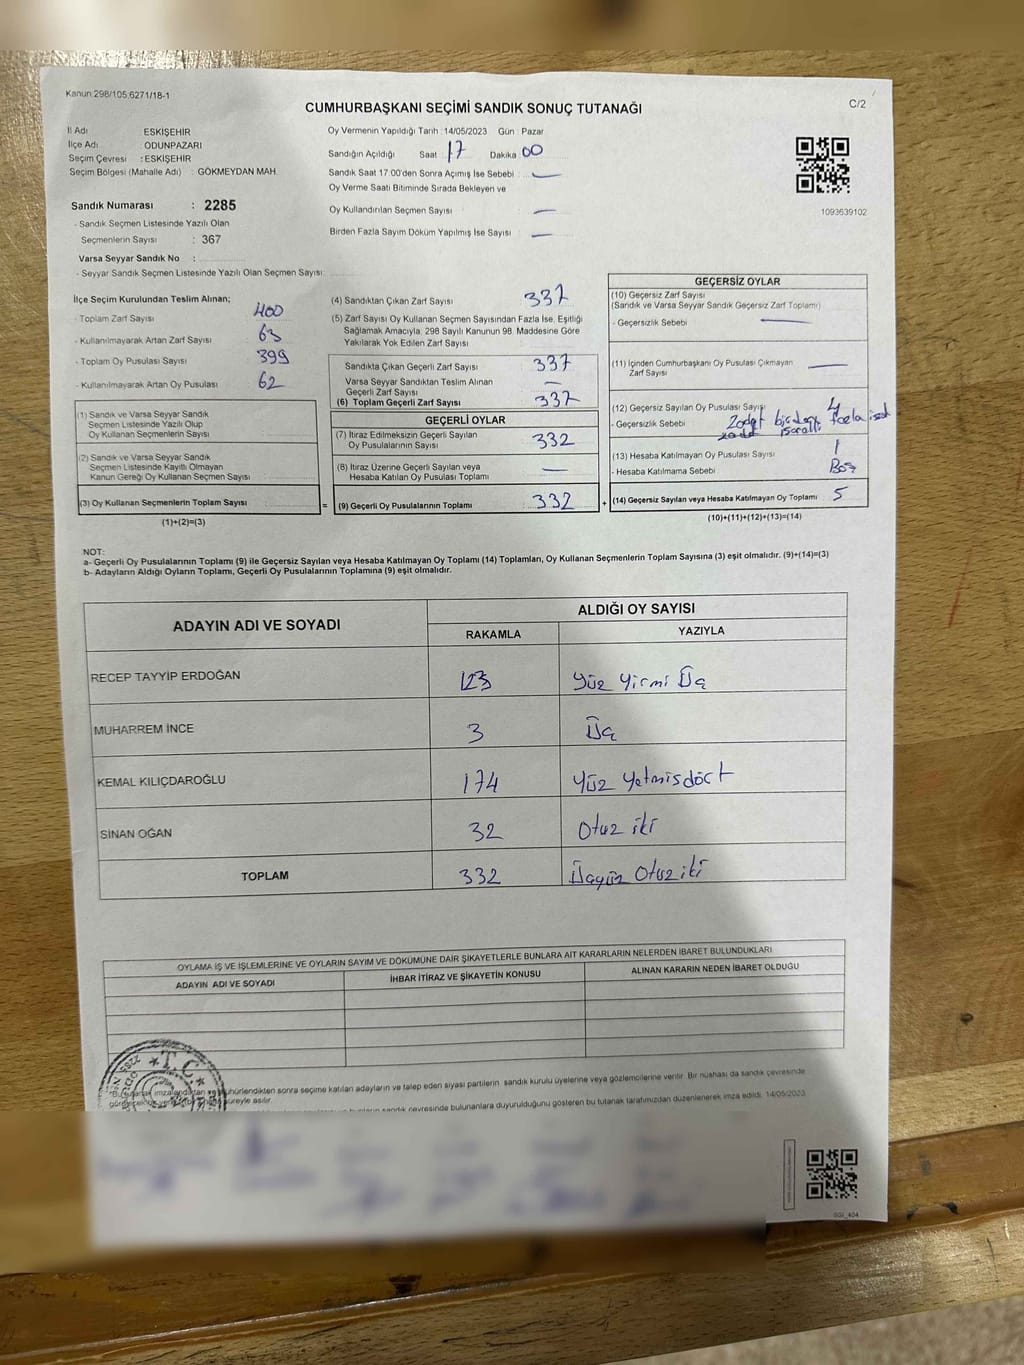 Kanun:298/105,6271/18-1
C/2
CUMHURBAŞKANI SEÇİMİ SANDIK SONUÇ TUTANAĞI
İl Adı ESKİŞEHİR
İlçe Adı ODUNPAZARI
Seçim Çevresi : ESKİŞEHİR
Seçim Bölgesi (Mahalle Adı) : GÖKMEYDAN MAH.
Sandık Numarası : 2285
- Sandık Seçmen Listesinde Yazılı Olan
Seçmenlerin Sayısı : 367
Varsa Seyyar Sandık No :
- Seyyar Sandık Seçmen Listesinde Yazılı Olan Seçmen Sayısı
Oy Vermenin Yapıldığı Tarih : 14/05/2023 Gün : Pazar
Sandığın Açıldığı Saat : 17 Dakika : 00
Sandık Saat 17:00'den Sonra Açımış İse Sebebi : —
Oy Verme Saati Bitiminde Sırada Bekleyen ve
Oy Kullandırılan Seçmen Sayısı : —
Birden Fazla Sayım Döküm Yapılmış İse Sayısı : —
1093639102
İlçe Seçim Kurulundan Teslim Alınan;
- Toplam Zarf Sayısı 400
- Kullanılmayarak Artan Zarf Sayısı 63
- Toplam Oy Pusulası Sayısı 399
- Kullanılmayarak Artan Oy Pusulası 62
(1) Sandık ve Varsa Seyyar Sandık
Seçmen Listesinde Yazılı Olup
Oy Kullanan Seçmenlerin Sayısı
(2) Sandık ve Varsa Seyyar Sandık
Seçmen Listesinde Kayıtlı Olmayan
Kanun Gereği Oy Kullanan Seçmen Sayısı
(3) Oy Kullanan Seçmenlerin Toplam Sayısı
(1)+(2)=(3)
(4) Sandıktan Çıkan Zarf Sayısı 337
(5) Zarf Sayısı Oy Kullanan Seçmen Sayısından Fazla İse, Eşitliği
Sağlamak Amacıyla, 298 Sayılı Kanunun 98. Maddesine Göre
Yakılarak Yok Edilen Zarf Sayısı
Sandıkta Çıkan Geçerli Zarf Sayısı 337
Varsa Seyyar Sandıktan Teslim Alınan
Geçerli Zarf Sayısı —
(6) Toplam Geçerli Zarf Sayısı 337
GEÇERLİ OYLAR
(7) İtiraz Edilmeksizin Geçerli Sayılan
Oy Pusulalarının Sayısı 332
(8) İtiraz Üzerine Geçerli Sayılan veya
Hesaba Katılan Oy Pusulası Toplamı —
= (9) Geçerli Oy Pusulalarının Toplamı 332 +
GEÇERSİZ OYLAR
(10) Geçersiz Zarf Sayısı
(Sandık ve Varsa Seyyar Sandık Geçersiz Zarf Toplamı)
- Geçersizlik Sebebi —
(11) İçinden Cumhurbaşkanı Oy Pusulası Çıkmayan
Zarf Sayısı —
(12) Geçersiz Sayılan Oy Pusulası Sayısı 4
- Geçersizlik Sebebi 2 adet birden fazla
(13) Hesaba Katılmayan Oy Pusulası Sayısı 1
- Hesaba Katılmama Sebebi Boş
(14) Geçersiz Sayılan veya Hesaba Katılmayan Oy Toplamı 5
(10)+(11)+(12)+(13)=(14)
NOT:
a- Geçerli Oy Pusulalarının Toplamı (9) ile Geçersiz Sayılan veya Hesaba Katılmayan Oy Toplamı (14) Toplamları, Oy Kullanan Seçmenlerin Toplam Sayısına (3) eşit olmalıdır. (9)+(14)=(3)
b- Adayların Aldığı Oyların Toplamı, Geçerli Oy Pusulalarının Toplamına (9) eşit olmalıdır.
ADAYIN ADI VE SOYADI ALDIĞI OY SAYISI
RAKAMLA YAZIYLA
RECEP TAYYİP ERDOĞAN 123 Yüz Yirmi Üç
MUHARREM İNCE 3 Üç
KEMAL KILIÇDAROĞLU 174 Yüz Yetmişdört
SİNAN OĞAN 32 Otuz iki
TOPLAM 332 Üçyüz Otuz iki
OYLAMA İŞ VE İŞLEMLERİNE VE OYLARIN SAYIM VE DÖKÜMÜNE DAİR ŞİKAYETLERLE BUNLARA AİT KARARLARIN NELERDEN İBARET BULUNDUKLARI
ADAYIN ADI VE SOYADI İHBAR İTİRAZ VE ŞİKAYETİN KONUSU ALINAN KARARIN NEDEN İBARET OLDUĞU
T.C.
sonra seçime katılan adayların ve talep eden siyasi partilerin, sandık kurulu üyelerine veya gözlemcilerine verilir. Bir nüshası da sandık çevresinde
süreyle asılır.
sandık çevresinde bulunanlara duyurulduğunu gösteren bu tutanak tarafımızdan düzenlenerek imza edildi. 14/05/2023